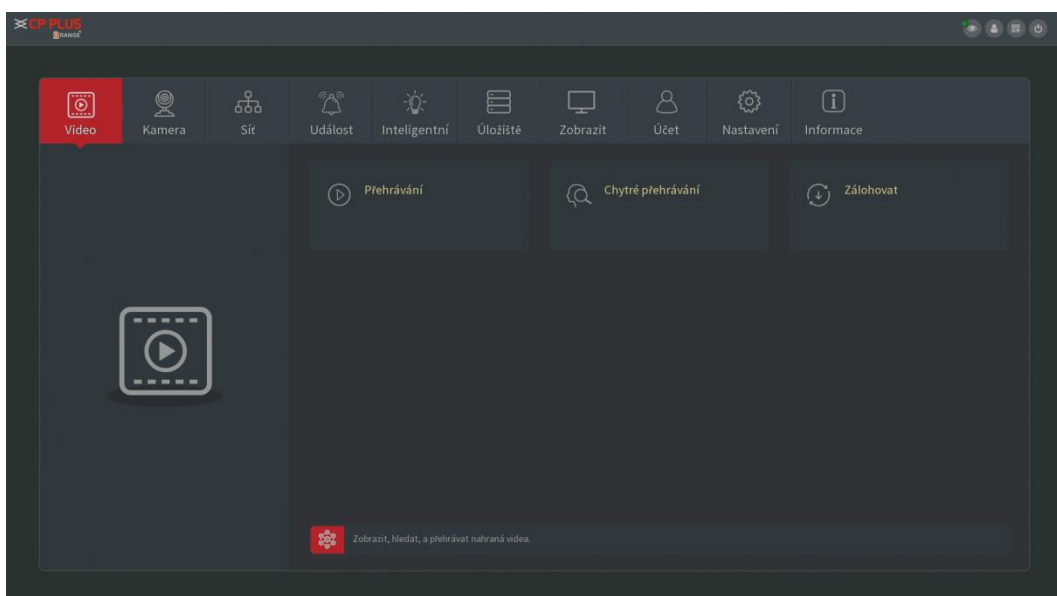 CP PLUS
ORANGE
Video
Kamera
Síť
Událost
Inteligentní
Úložiště
Zobrazit
Účet
Nastavení
Informace
Přehrávání
Chytré přehrávání
Zálohovat
Zobrazit, hledat, a přehrávat nahraná videa.